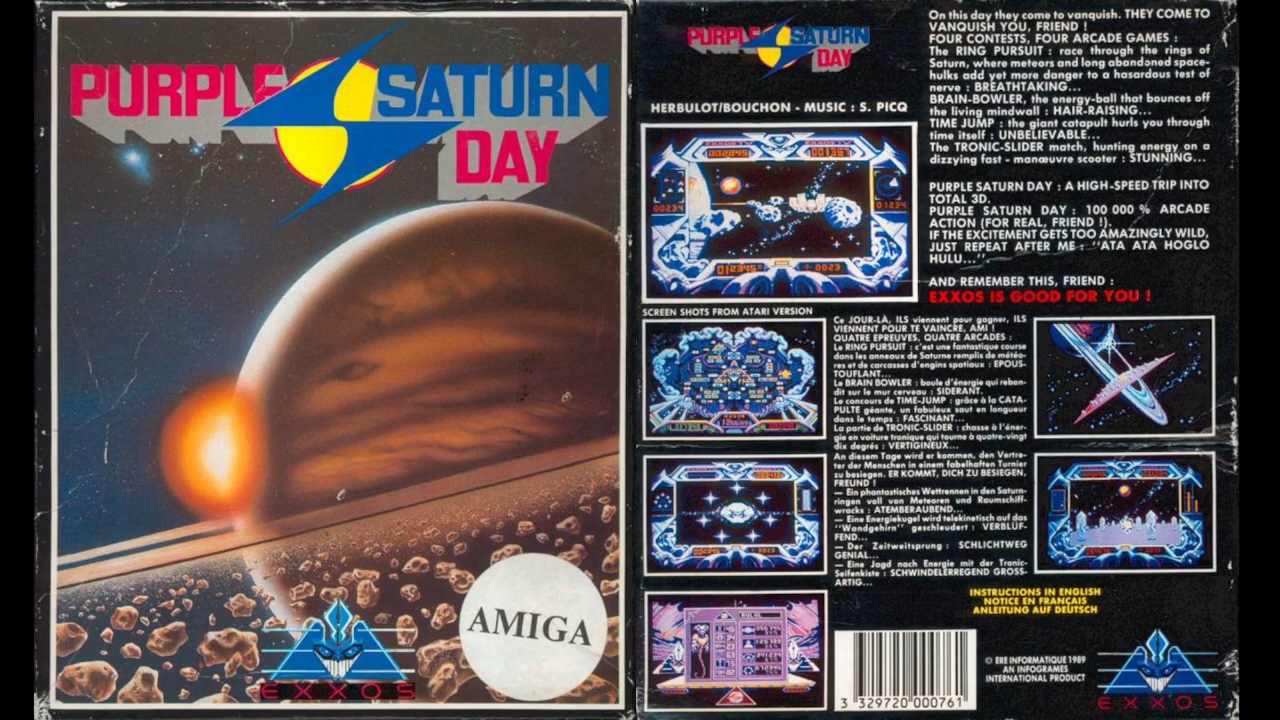 PURPLE SATURN
DAY
AMIGA
EXXOS
PURPLE SATURN
DAY
HERBULOT/BOUCHON - MUSIC : S. PICQ
On this day they come to vanquish. THEY COME TO
VANQUISH YOU, FRIEND !
FOUR CONTESTS, FOUR ARCADE GAMES :
The RING PURSUIT : race through the rings of
Saturn, where meteors and long abandoned space-
hulks add yet more danger to a hasardous test of
nerve : BREATHTAKING...
BRAIN-BOWLER, the energy-ball that bounces off
the living mindwall : HAIR-RAISING...
TIME JUMP : the giant catapult hurls you through
time itself : UNBELIEVABLE...
The TRONIC-SLIDER match, hunting energy on a
dizzying fast - manœuvre scooter : STUNNING...
PURPLE SATURN DAY : A HIGH-SPEED TRIP INTO
TOTAL 3D.
PURPLE SATURN DAY : 100 000 % ARCADE
ACTION (FOR REAL, FRIEND !).
IF THE EXCITEMENT GETS TOO AMAZINGLY WILD,
JUST REPEAT AFTER ME : "ATA ATA HOGLO
HULU..."
AND REMEMBER THIS, FRIEND :
EXXOS IS GOOD FOR YOU !
SCREEN SHOTS FROM ATARI VERSION
Ce JOUR-LÀ, ILS viennent pour gagner, ILS
VIENNENT POUR TE VAINCRE, AMI !
QUATRE EPREUVES, QUATRE ARCADES :
Le RING PURSUIT : c'est une fantastique course
dans les anneaux de Saturne remplis de météo-
res et de carcasses d'engins spatiaux : EPOUS-
TOUFLANT...
Le BRAIN BOWLER : boule d'énergie qui rebon-
dit sur le mur cerveau : SIDERANT.
Le concours de TIME-JUMP : grâce à la CATA-
PULTE géante, un fabuleux saut en longueur
dans le temps : FASCINANT...
La partie de TRONIC-SLIDER : chasse à l'éner-
gie en voiture tronique qui tourne à quatre-vingt
dix degrés : VERTIGINEUX...
An diesem Tage wird er kommen, den Vertre-
ter der Menschen in einem fabelhaften Turnier
zu besiegen. ER KOMMT, DICH ZU BESIEGEN,
FREUND !
— Ein phantastisches Wettrennen in den Saturn-
ringen voll von Metearen und Raumschiff-
wracks : ATEMBERAUBEND...
— Eine Energiekugel wird telekinetisch auf das
"Wandgehirn" geschleudert : VERBLÜF-
FEND...
— Der Zeitweitsprung : SCHLICHTWEG
GENIAL...
— Eine Jagd nach Energie mit der Tronic-
Seifenkiste : SCHWINDELERREGEND GROSS-
ARTIG...
INSTRUCTIONS IN ENGLISH
NOTICE EN FRANÇAIS
ANLEITUNG AUF DEUTSCH
3 329720 000761
© ERE INFORMATIQUE 1989
AN INFOGRAMES
INTERNATIONAL PRODUCT
EXXOS